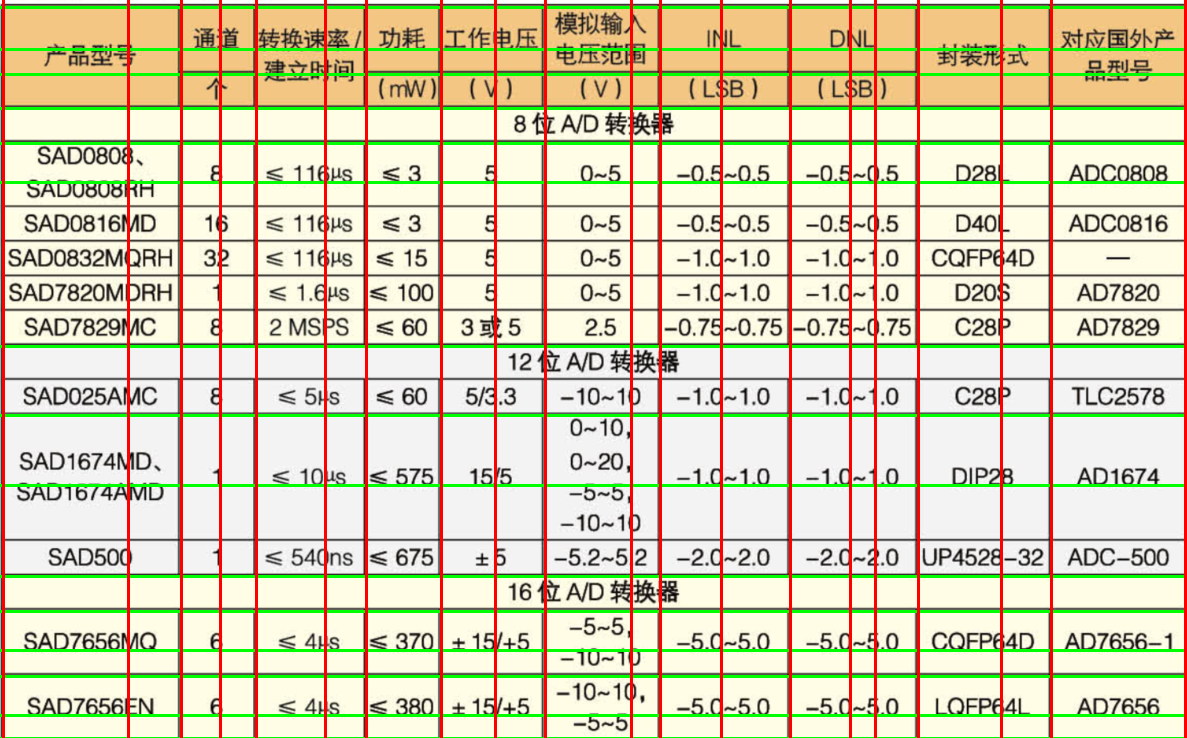 产品型号 通道 转换速率/建立时间 功耗 工作电压 模拟输入电压范围 INL DNL 封装形式 对应国外产品型号
个 (mW) (V) (V) (LSB) (LSB)
8 位 A/D 转换器
SAD0808、SAD0808RH 8 ≤ 116μs ≤ 3 5 0~5 −0.5~0.5 −0.5~0.5 D28L ADC0808
SAD0816MD 16 ≤ 116μs ≤ 3 5 0~5 −0.5~0.5 −0.5~0.5 D40L ADC0816
SAD0832MQRH 32 ≤ 116μs ≤ 15 5 0~5 −1.0~1.0 −1.0~1.0 CQFP64D —
SAD7820MDRH 1 ≤ 1.6μs ≤ 100 5 0~5 −1.0~1.0 −1.0~1.0 D20S AD7820
SAD7829MC 8 2 MSPS ≤ 60 3 或 5 2.5 −0.75~0.75 −0.75~0.75 C28P AD7829
12 位 A/D 转换器
SAD025AMC 8 ≤ 5μs ≤ 60 5/3.3 −10~10 −1.0~1.0 −1.0~1.0 C28P TLC2578
SAD1674MD、SAD1674AMD 1 ≤ 10μs ≤ 575 15/5 0~10, 0~20, −5~5, −10~10 −1.0~1.0 −1.0~1.0 DIP28 AD1674
SAD500 1 ≤ 540ns ≤ 675 ± 5 −5.2~5.2 −2.0~2.0 −2.0~2.0 UP4528−32 ADC−500
16 位 A/D 转换器
SAD7656MQ 6 ≤ 4μs ≤ 370 ± 15/+5 −5~5, −10~10 −5.0~5.0 −5.0~5.0 CQFP64D AD7656−1
SAD7656EN 6 ≤ 4μs ≤ 380 ± 15/+5 −10~10, −5~5 −5.0~5.0 −5.0~5.0 LQFP64L AD7656